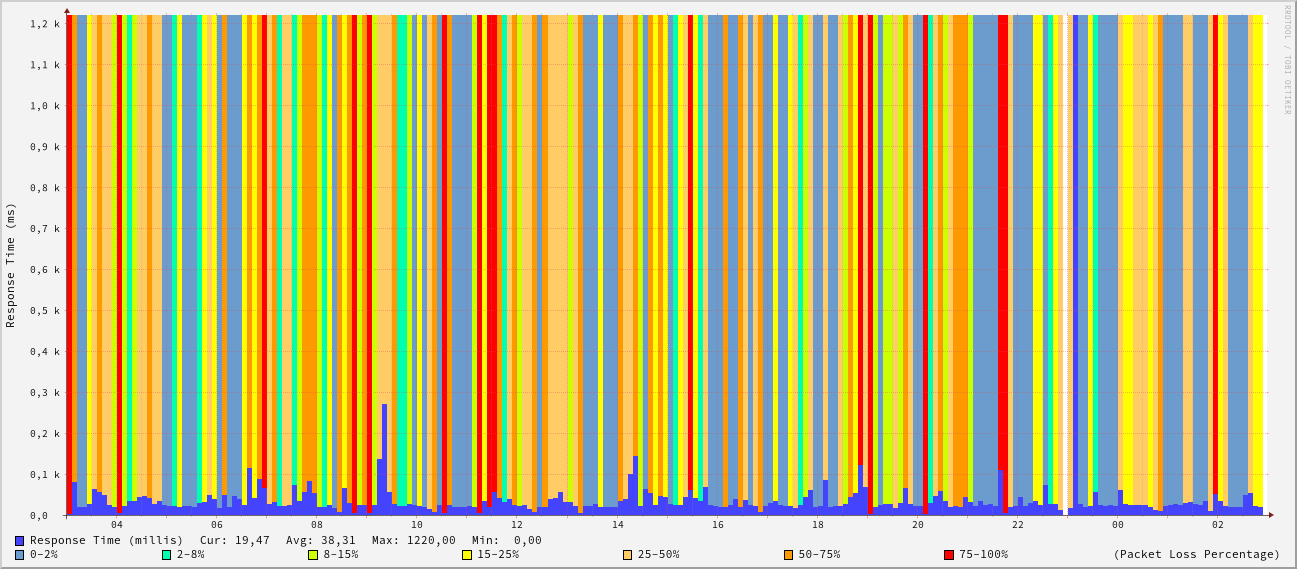 1,2 k
1,1 k
1,0 k
0,9 k
0,8 k
0,7 k
0,6 k
0,5 k
0,4 k
0,3 k
0,2 k
0,1 k
0,0
Response Time (ms)
RRDTOOL / TOBI OETIKER
04 06 08 10 12 14 16 18 20 22 00 02
Response Time (millis) Cur: 19,47 Avg: 38,31 Max: 1220,00 Min: 0,00
0-2% 2-8% 8-15% 15-25% 25-50% 50-75% 75-100% (Packet Loss Percentage)